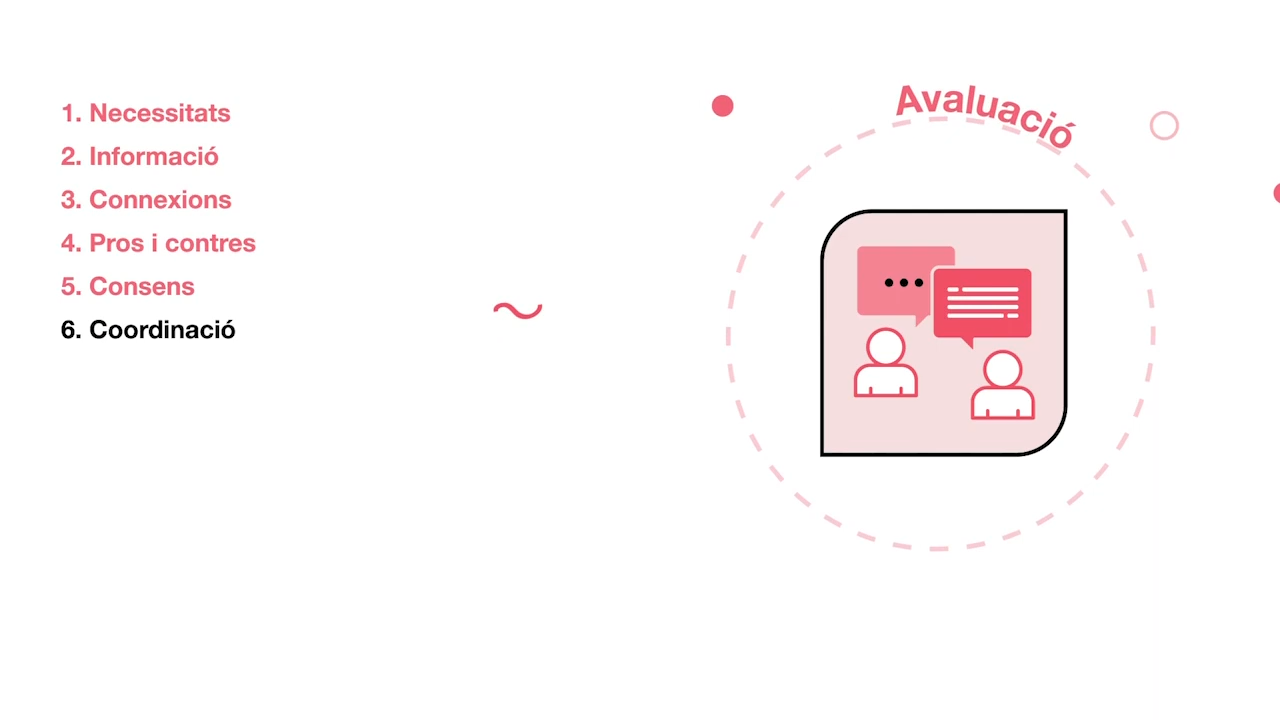 1. Necessitats
2. Informació
3. Connexions
4. Pros i contres
5. Consens
6. Coordinació
Avaluació